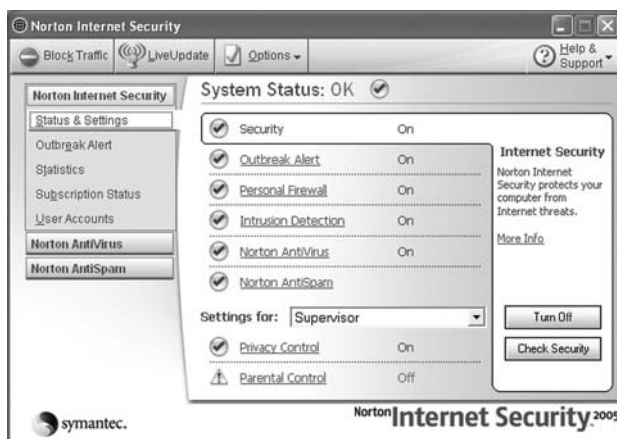 Norton Internet Security
Block Traffic
LiveUpdate
Options
Help &
Support
Norton Internet Security
Status & Settings
Outbreak Alert
Statistics
Subscription Status
User Accounts
Norton AntiVirus
Norton AntiSpam
System Status: OK
Security On
Outbreak Alert On
Personal Firewall On
Intrusion Detection On
Norton AntiVirus On
Norton AntiSpam
Settings for: Supervisor
Privacy Control On
Parental Control Off
Internet Security
Norton Internet
Security protects your
computer from
Internet threats.
More Info
Turn Off
Check Security
symantec.
Norton Internet Security 2005